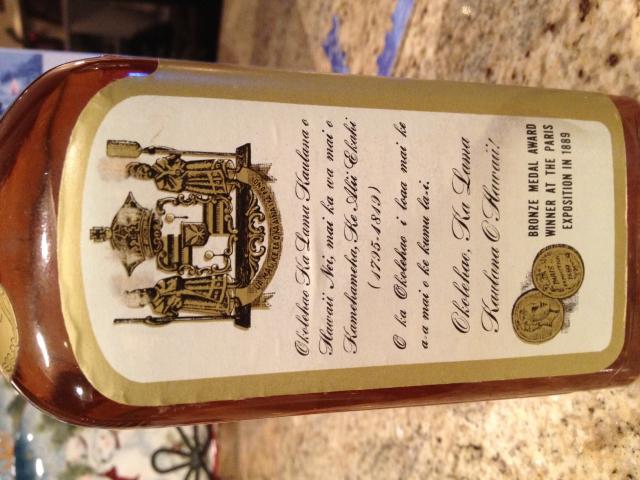 Okolehao Ka Lama Kaulana o
Hawaii Nei, mai ka wa mai o
Kamehameha, Ke Alii Ekahi
(1795-1819)
O ka Okolehao i loaa mai ke
a-a mai o ke kumu la-i.
Okolehao, Ka Lama
Kaulana O Hawaii!
BRONZE MEDAL AWARD
WINNER AT THE PARIS
EXPOSITION IN 1889